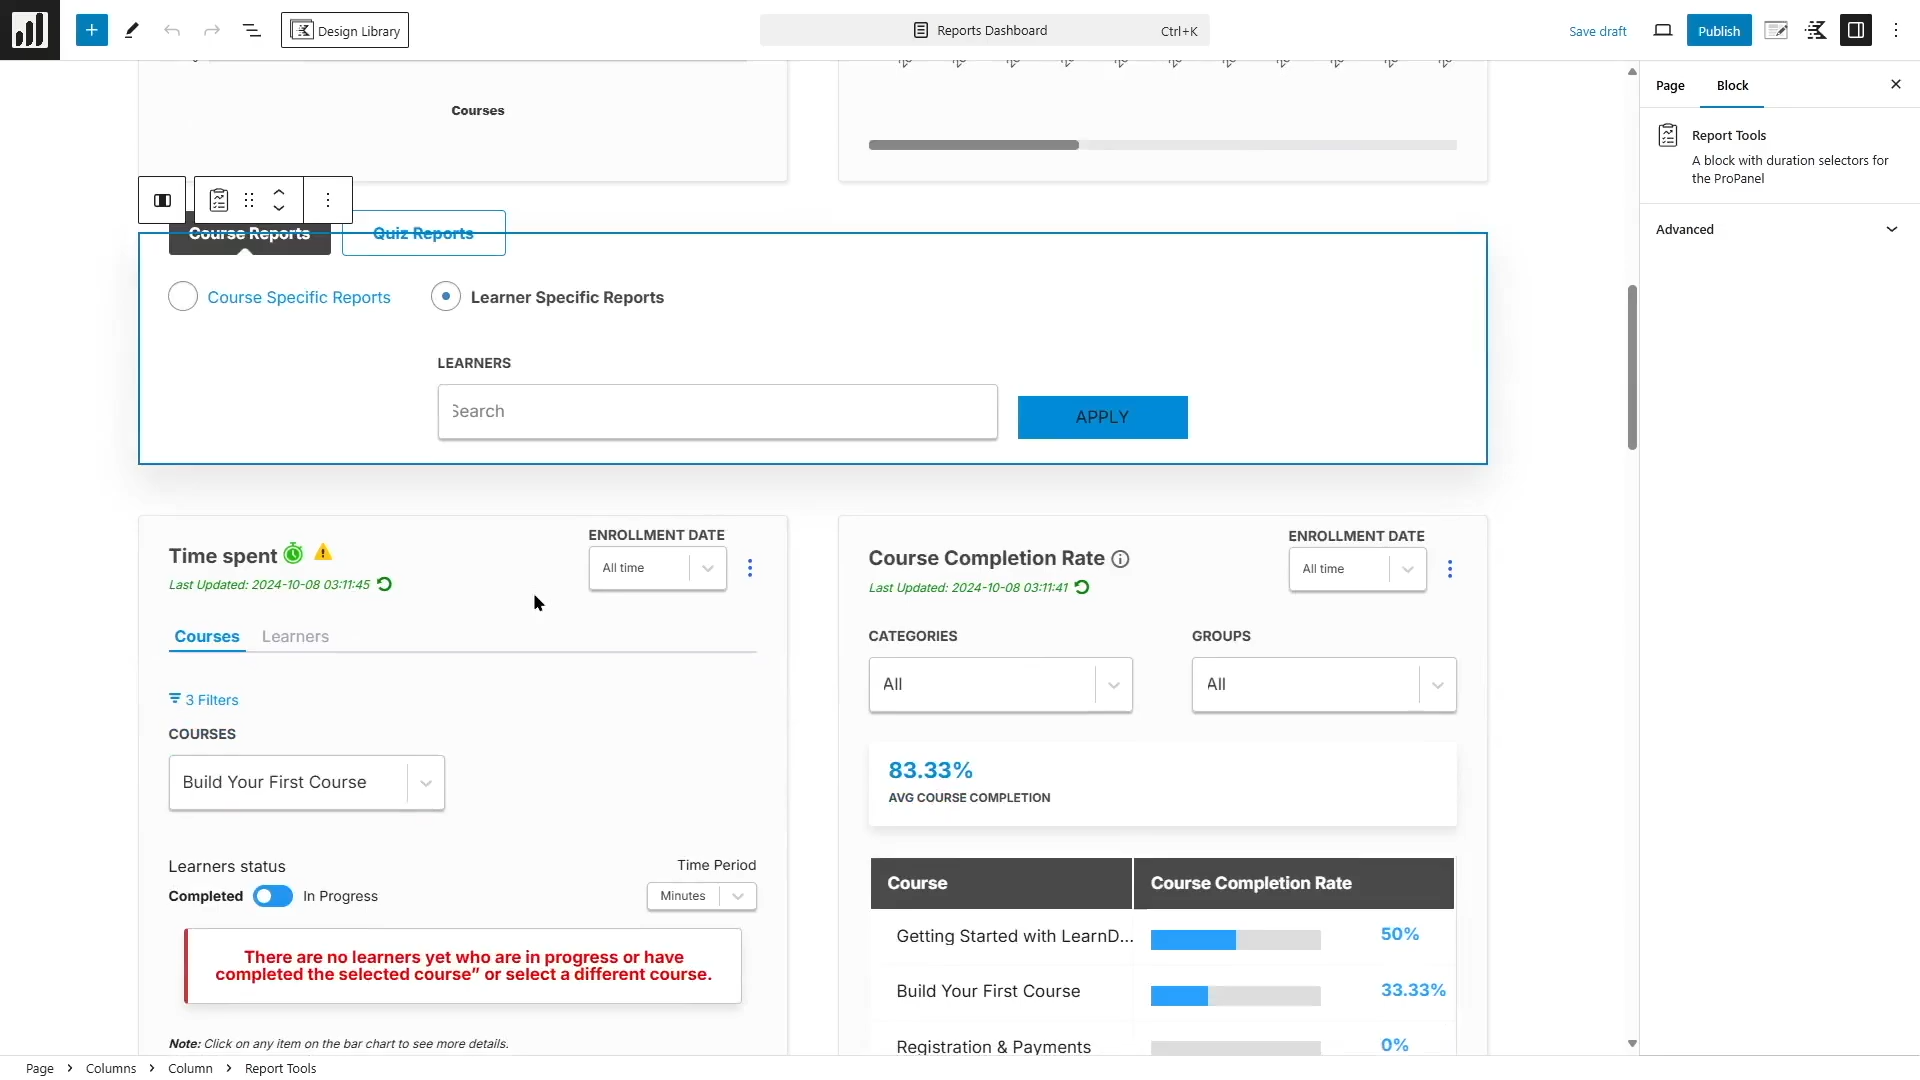 Design Library
Reports Dashboard
Ctrl+K
Save draft
Publish
Courses
Course Reports
Quiz Reports
Course Specific Reports
Learner Specific Reports
LEARNERS
Search
APPLY
Time spent
Last Updated: 2024-10-08 03:11:45
ENROLLMENT DATE
All time
Courses
Learners
3 Filters
COURSES
Build Your First Course
Learners status
Completed
In Progress
Time Period
Minutes
There are no learners yet who are in progress or have
completed the selected course” or select a different course.
Note: Click on any item on the bar chart to see more details.
Course Completion Rate
Last Updated: 2024-10-08 03:11:41
ENROLLMENT DATE
All time
CATEGORIES
All
GROUPS
All
83.33%
AVG COURSE COMPLETION
Course
Course Completion Rate
Getting Started with LearnD...
50%
Build Your First Course
33.33%
Registration & Payments
0%
Page
Block
Report Tools
A block with duration selectors for
the ProPanel
Advanced
Page
Columns
Column
Report Tools